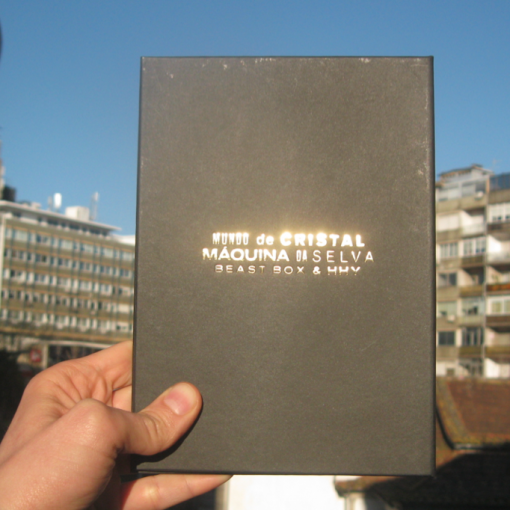 MUNDO de CRISTAL
MÁQUINA DA SELVA
BEAST BOX & HHY